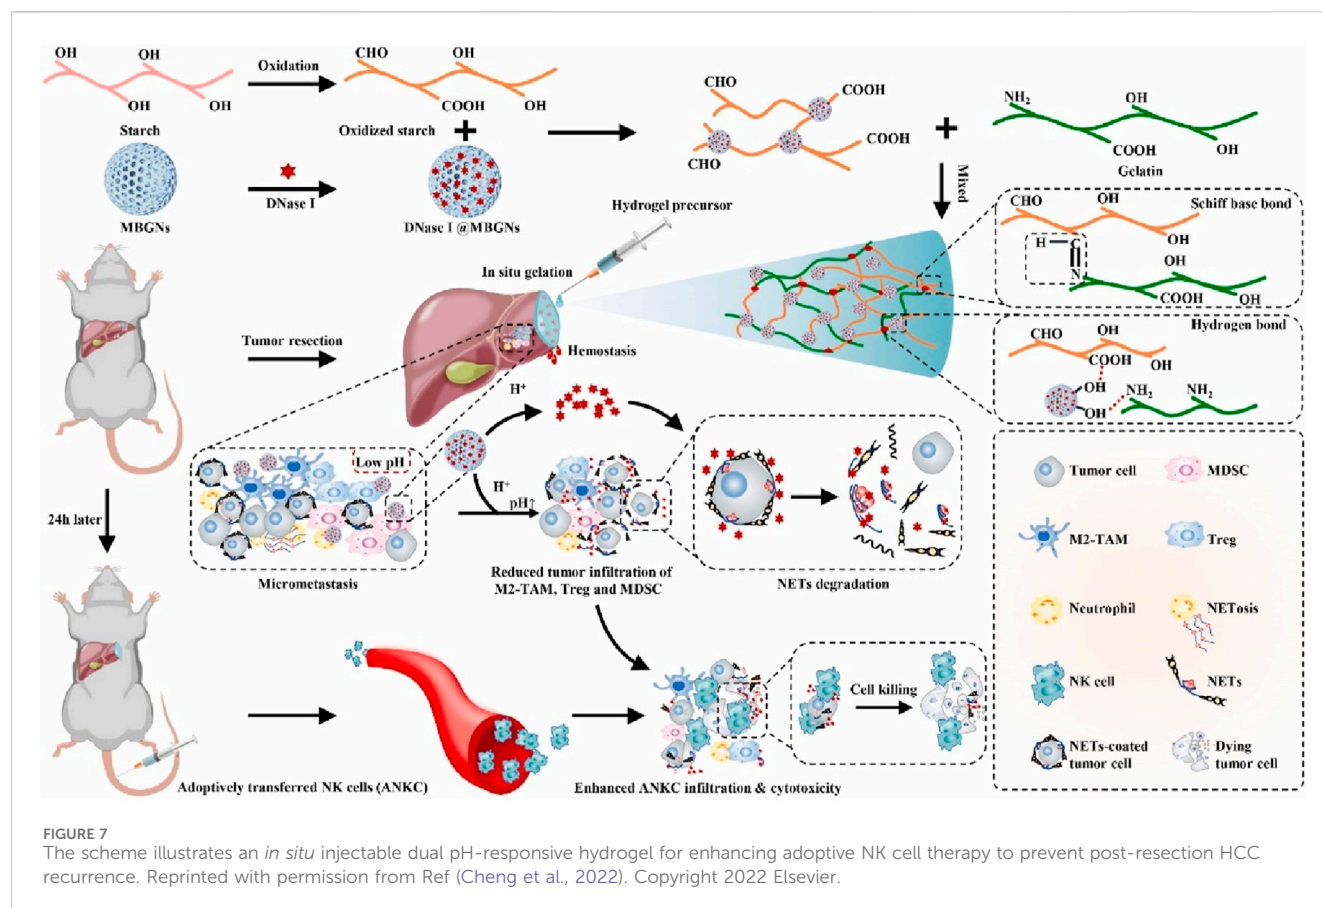 OH
OH
OH
OH
Starch
Oxidation
CHO
OH
COOH
OH
Oxidized starch
+
MBGNs
DNase I
DNase I @MBGNs
CHO
COOH
COOH
CHO
+
NH2
OH
COOH
OH
Gelatin
Mixed
Hydrogel precursor
In situ gelation
Hemostasis
Tumor resection
Schiff base bond
CHO
OH
OH
H
C
N
OH
COOH
OH
Hydrogen bond
CHO
OH
COOH
OH
OH
OH
NH2
NH2
24h later
Low pH
Micrometastasis
H+
H+
pH↑
Reduced tumor infiltration of
M2-TAM, Treg and MDSC
NETs degradation
Adoptively transferred NK cells (ANKC)
Enhanced ANKC infiltration & cytotoxicity
Cell killing
Tumor cell
MDSC
M2-TAM
Treg
Neutrophil
NETosis
NK cell
NETs
NETs-coated
tumor cell
Dying
tumor cell
FIGURE 7
The scheme illustrates an in situ injectable dual pH-responsive hydrogel for enhancing adoptive NK cell therapy to prevent post-resection HCC
recurrence. Reprinted with permission from Ref (Cheng et al., 2022). Copyright 2022 Elsevier.